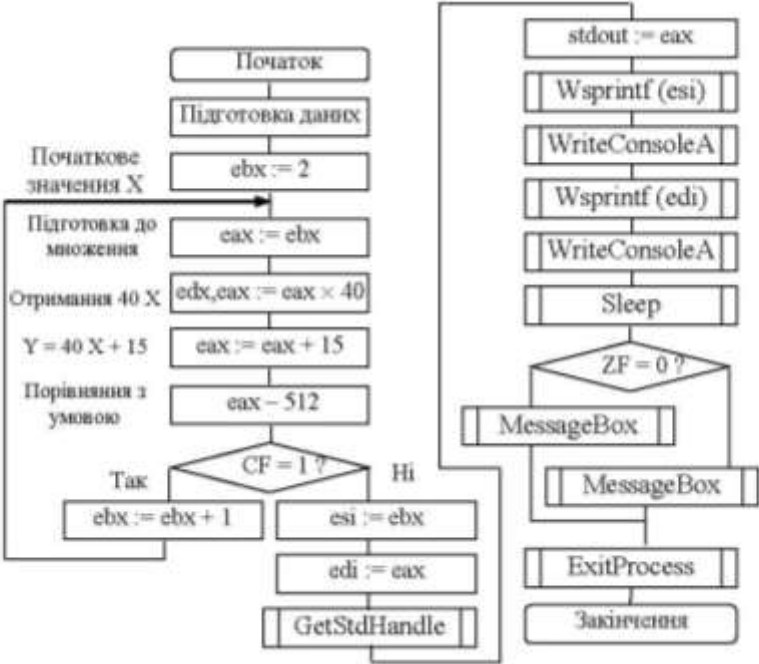 Початок
Підготовка даних
Початкове
значення X
ebx := 2
Підготовка до
множення
eax := ebx
Отримання 40 X
edx,eax := eax × 40
Y = 40 X + 15
eax := eax + 15
Порівняння з
умовою
eax – 512
CF = 1 ?
Так
Ні
ebx := ebx + 1
esi := ebx
edi := eax
GetStdHandle
stdout := eax
Wsprintf (esi)
WriteConsoleA
Wsprintf (edi)
WriteConsoleA
Sleep
ZF = 0 ?
MessageBox
MessageBox
ExitProcess
Закінчення